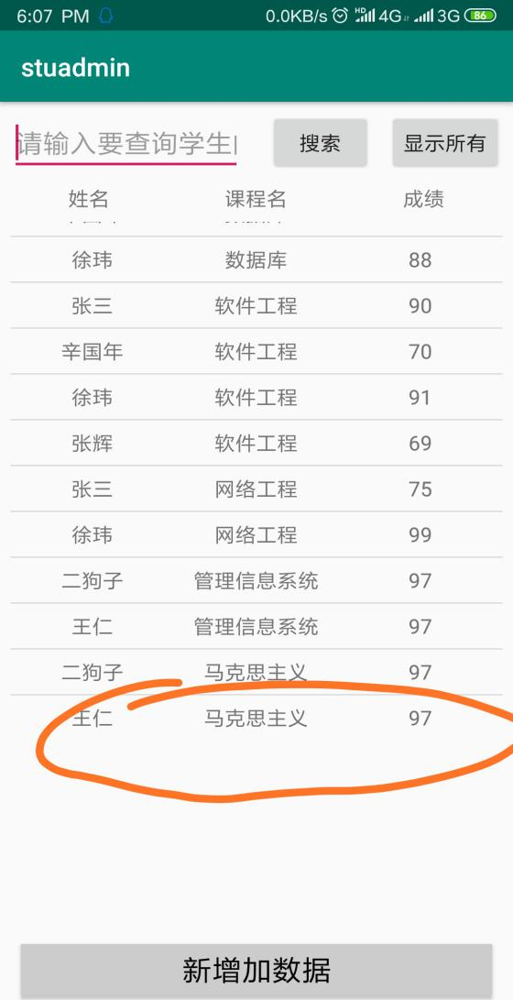 6:07 PM 0.0KB/s HD 4G 3G 86
stuadmin
请输入要查询学生 搜索 显示所有
姓名 课程名 成绩
徐玮 数据库 88
张三 软件工程 90
辛国年 软件工程 70
徐玮 软件工程 91
张辉 软件工程 69
张三 网络工程 75
徐玮 网络工程 99
二狗子 管理信息系统 97
王仁 管理信息系统 97
二狗子 马克思主义 97
王仁 马克思主义 97
新增加数据